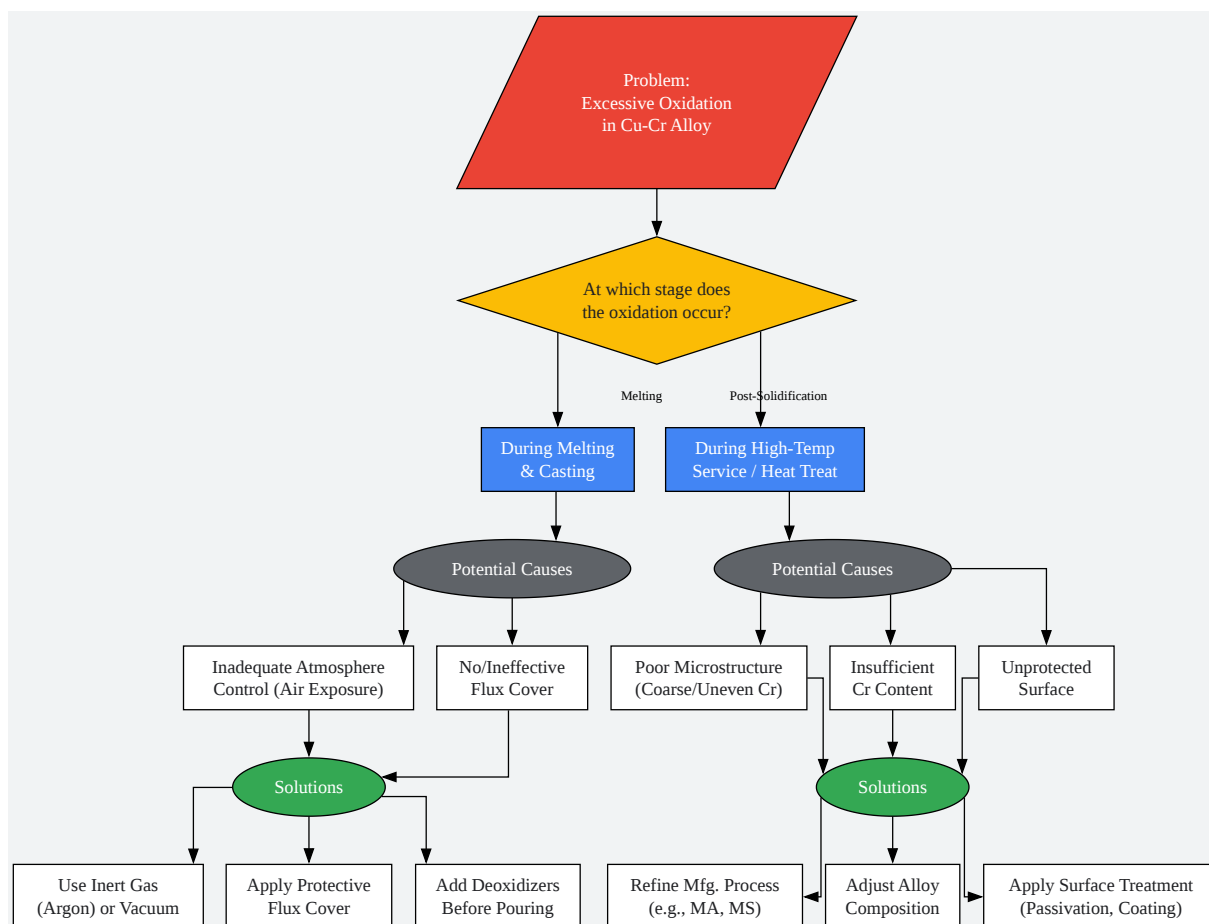 Problem:
Excessive Oxidation
in Cu-Cr Alloy
At which stage does
the oxidation occur?
Melting
Post-Solidification
During Melting
& Casting
During High-Temp
Service / Heat Treat
Potential Causes
Potential Causes
Inadequate Atmosphere
Control (Air Exposure)
No/Ineffective
Flux Cover
Poor Microstructure
(Coarse/Uneven Cr)
Insufficient
Cr Content
Unprotected
Surface
Solutions
Solutions
Use Inert Gas
(Argon) or Vacuum
Apply Protective
Flux Cover
Add Deoxidizers
Before Pouring
Refine Mfg. Process
(e.g., MA, MS)
Adjust Alloy
Composition
Apply Surface Treatment
(Passivation, Coating)